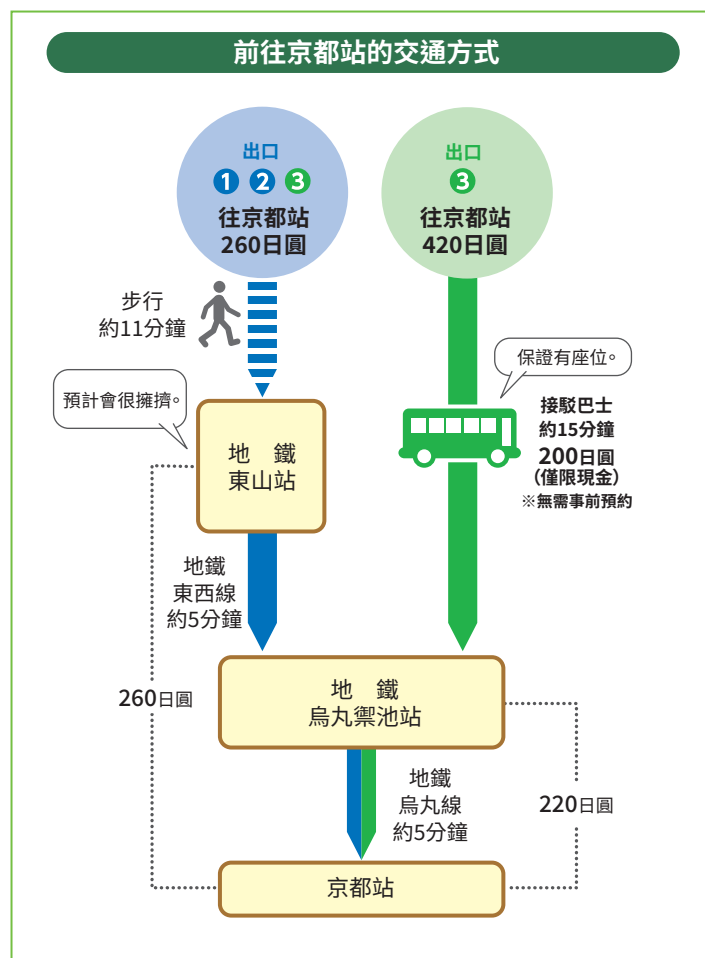 前往京都站的交通方式
出口
1 2 3
往京都站
260日圓
步行
約11分鐘
預計會很擁擠。
地 鐵
東山站
地鐵
東西線
約5分鐘
260日圓
出口
3
往京都站
420日圓
保證有座位。
接駁巴士
約15分鐘
200日圓
(僅限現金)
※無需事前預約
地 鐵
烏丸禦池站
地鐵
烏丸線
約5分鐘
220日圓
京都站